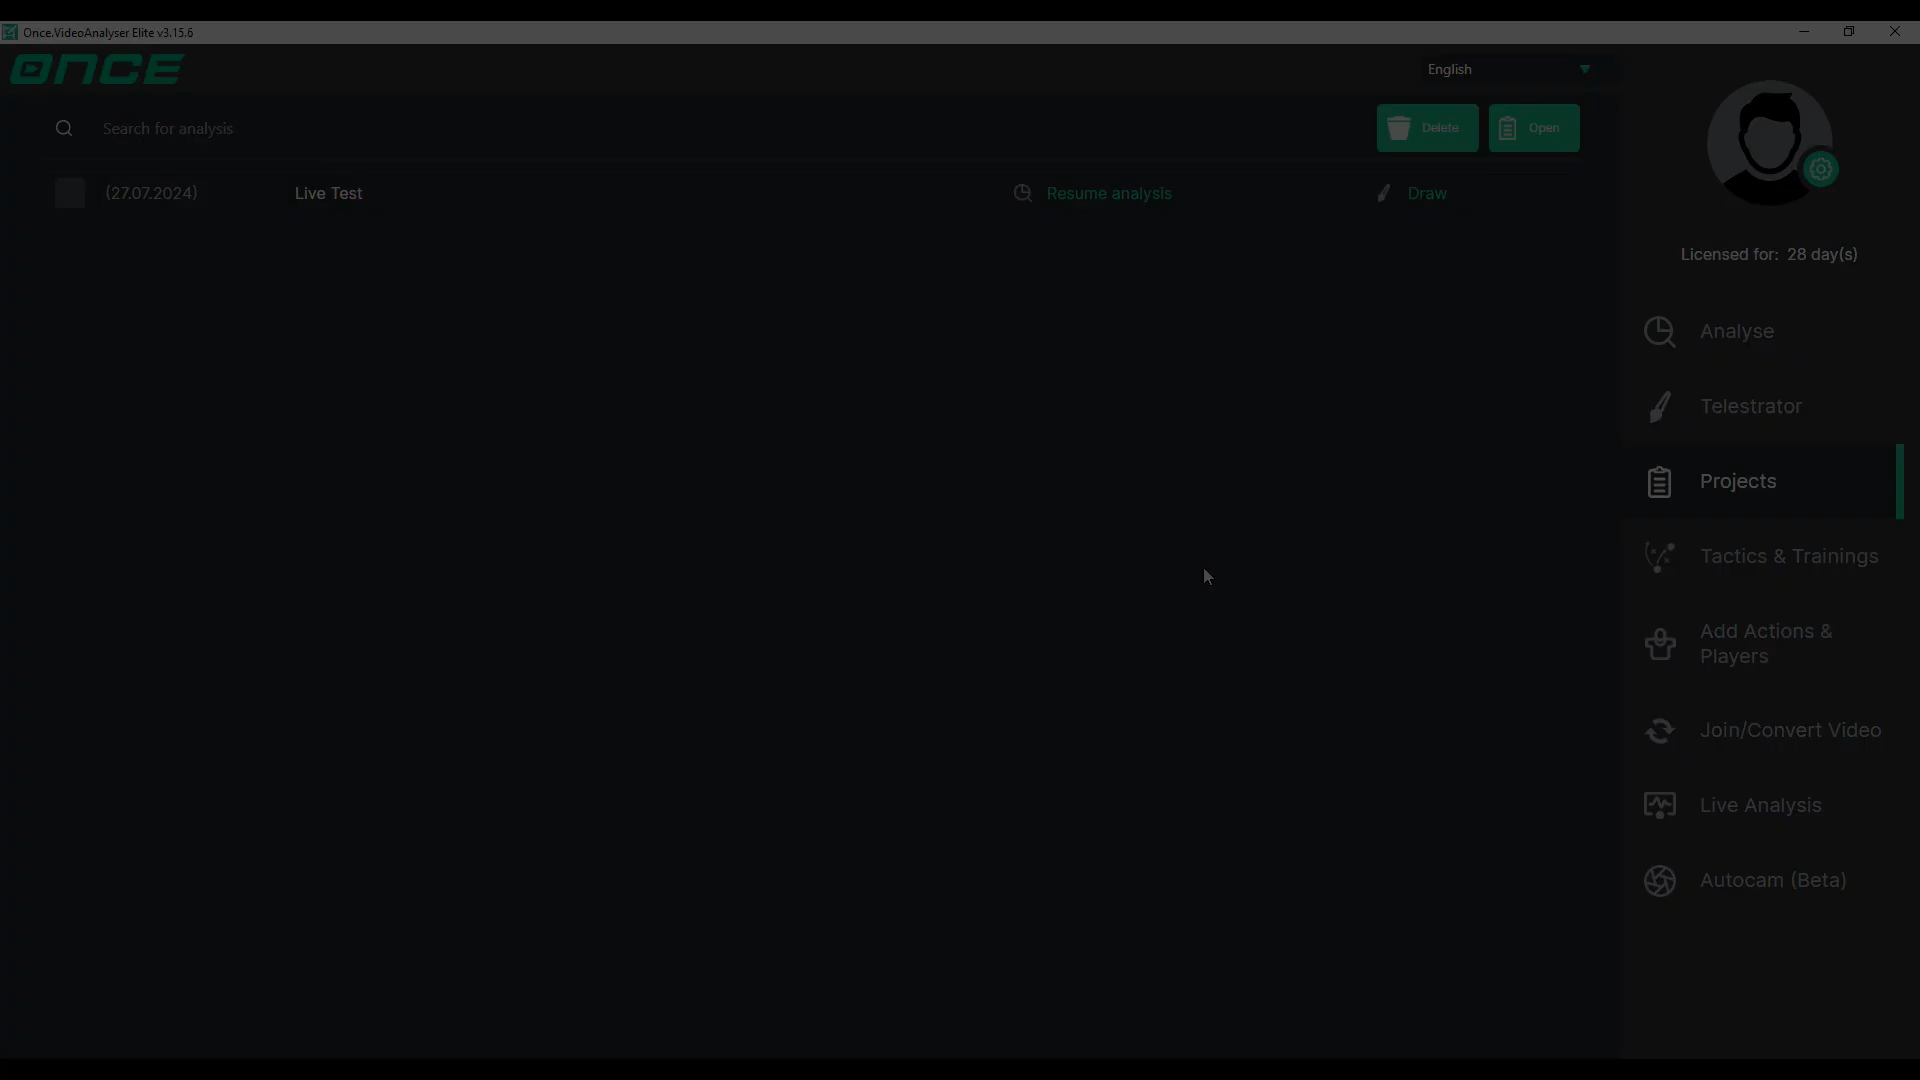 Once.VideoAnalyser Elite v3.15.6
ONCE
English
Search for analysis
Delete
Open
(27.07.2024)
Live Test
Resume analysis
Draw
Licensed for: 28 day(s)
Analyse
Telestrator
Projects
Tactics & Trainings
Add Actions &
Players
Join/Convert Video
Live Analysis
Autocam (Beta)